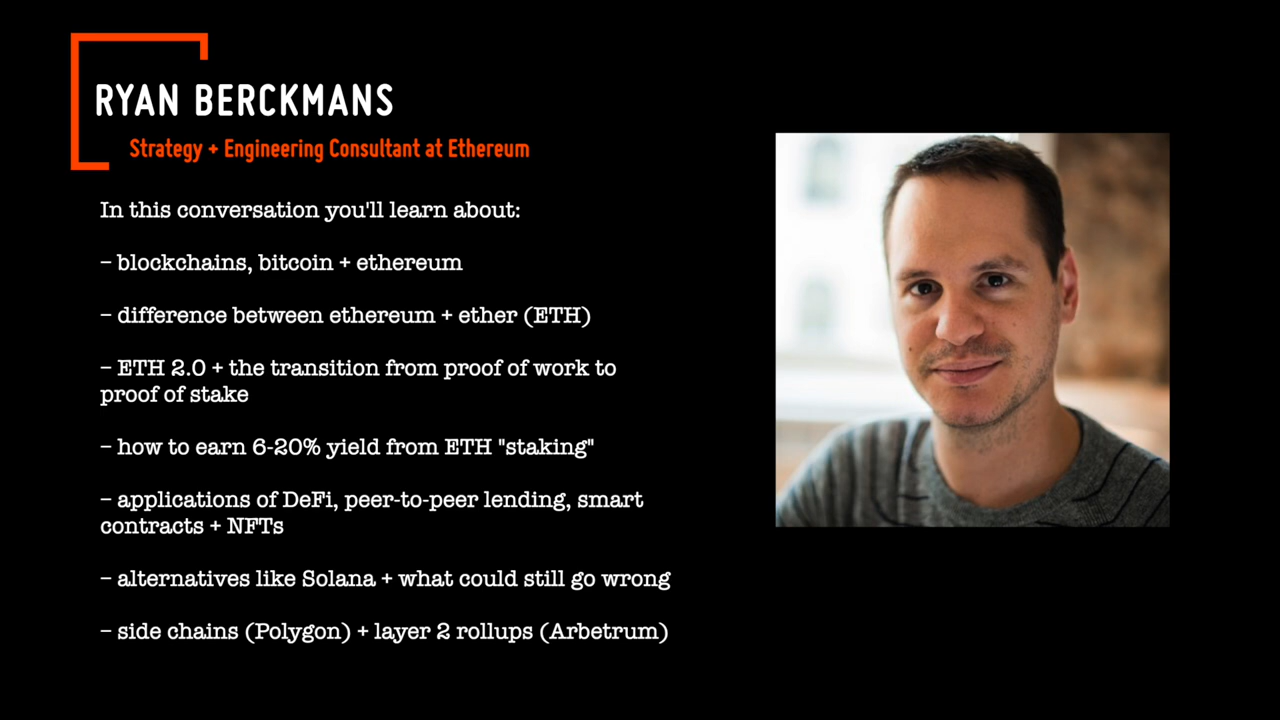 RYAN BERCKMANS
Strategy + Engineering Consultant at Ethereum
In this conversation you'll learn about:
– blockchains, bitcoin + ethereum
– difference between ethereum + ether (ETH)
– ETH 2.0 + the transition from proof of work to
proof of stake
– how to earn 6-20% yield from ETH "staking"
– applications of DeFi, peer-to-peer lending, smart
contracts + NFTs
– alternatives like Solana + what could still go wrong
– side chains (Polygon) + layer 2 rollups (Arbetrum)